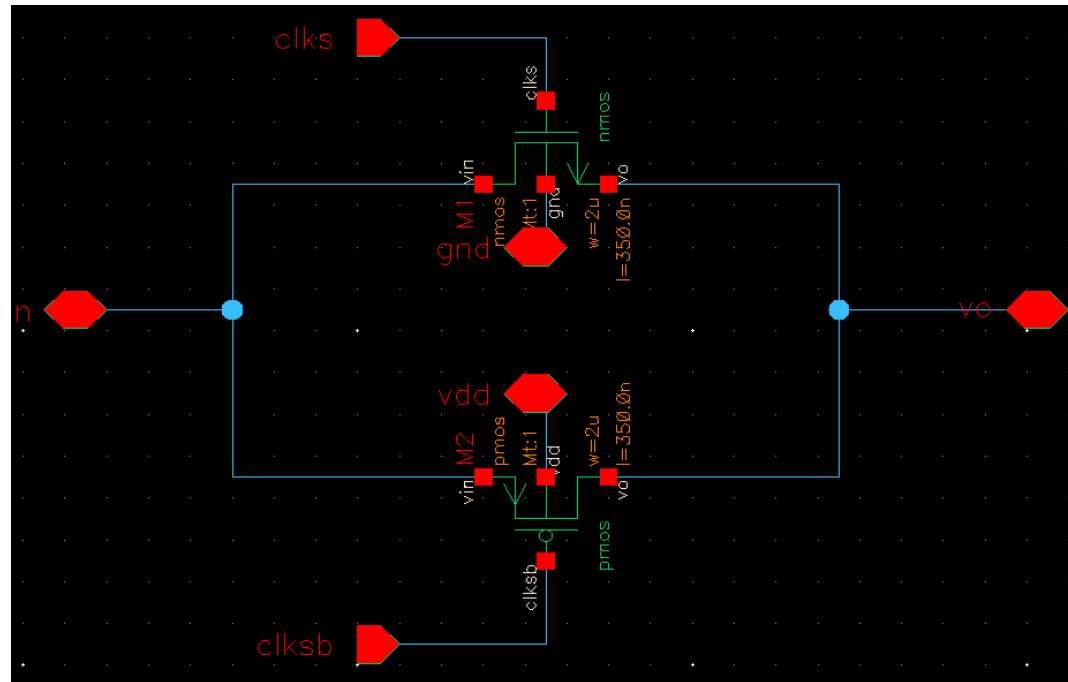 clks
clks
nmos
vin
vo
M1
nmos
Mt:1
gnd
w=2u
l=350.0n
gnd
n
vo
vdd
M2
pmos
Mt:1
vdd
w=2u
l=350.0n
vin
vo
pmos
clksb
clksb